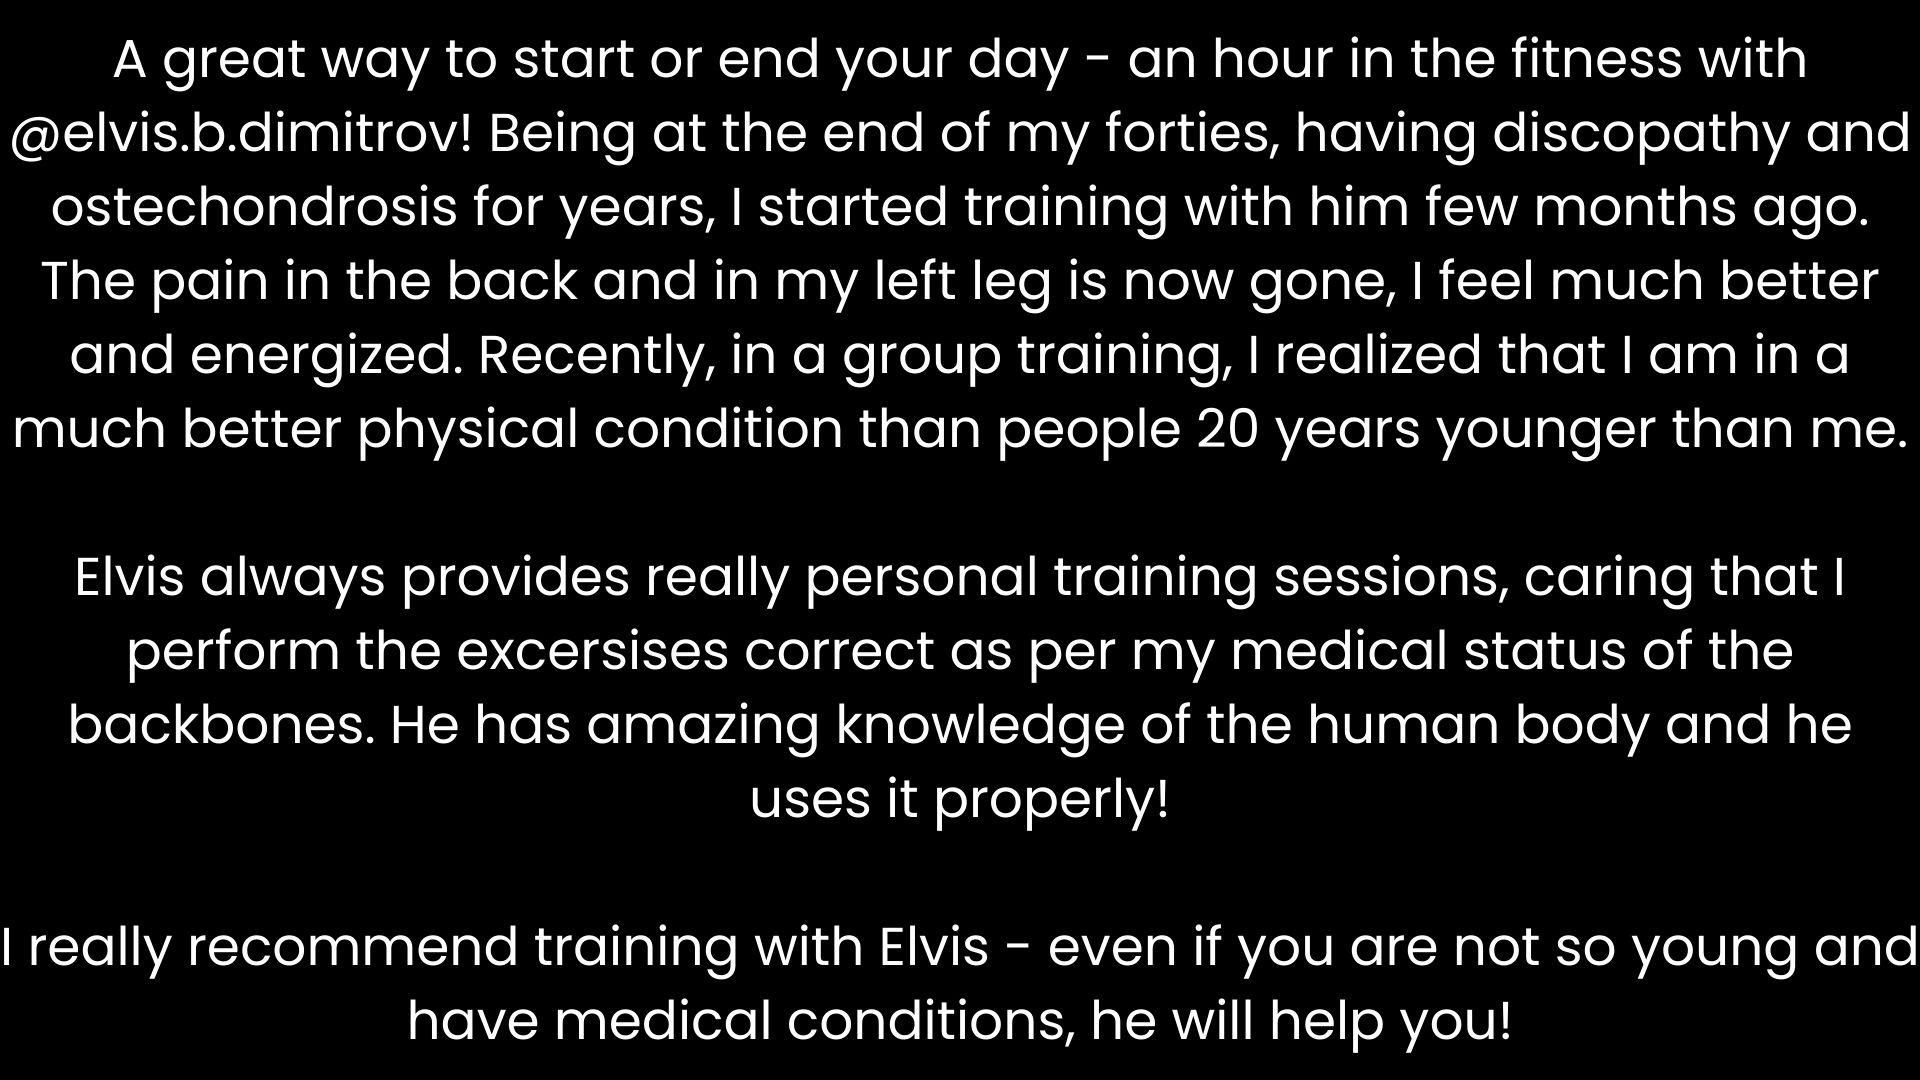 A great way to start or end your day - an hour in the fitness with
@elvis.b.dimitrov! Being at the end of my forties, having discopathy and
ostechondrosis for years, I started training with him few months ago.
The pain in the back and in my left leg is now gone, I feel much better
and energized. Recently, in a group training, I realized that I am in a
much better physical condition than people 20 years younger than me.
Elvis always provides really personal training sessions, caring that I
perform the excersises correct as per my medical status of the
backbones. He has amazing knowledge of the human body and he
uses it properly!
I really recommend training with Elvis - even if you are not so young and
have medical conditions, he will help you!